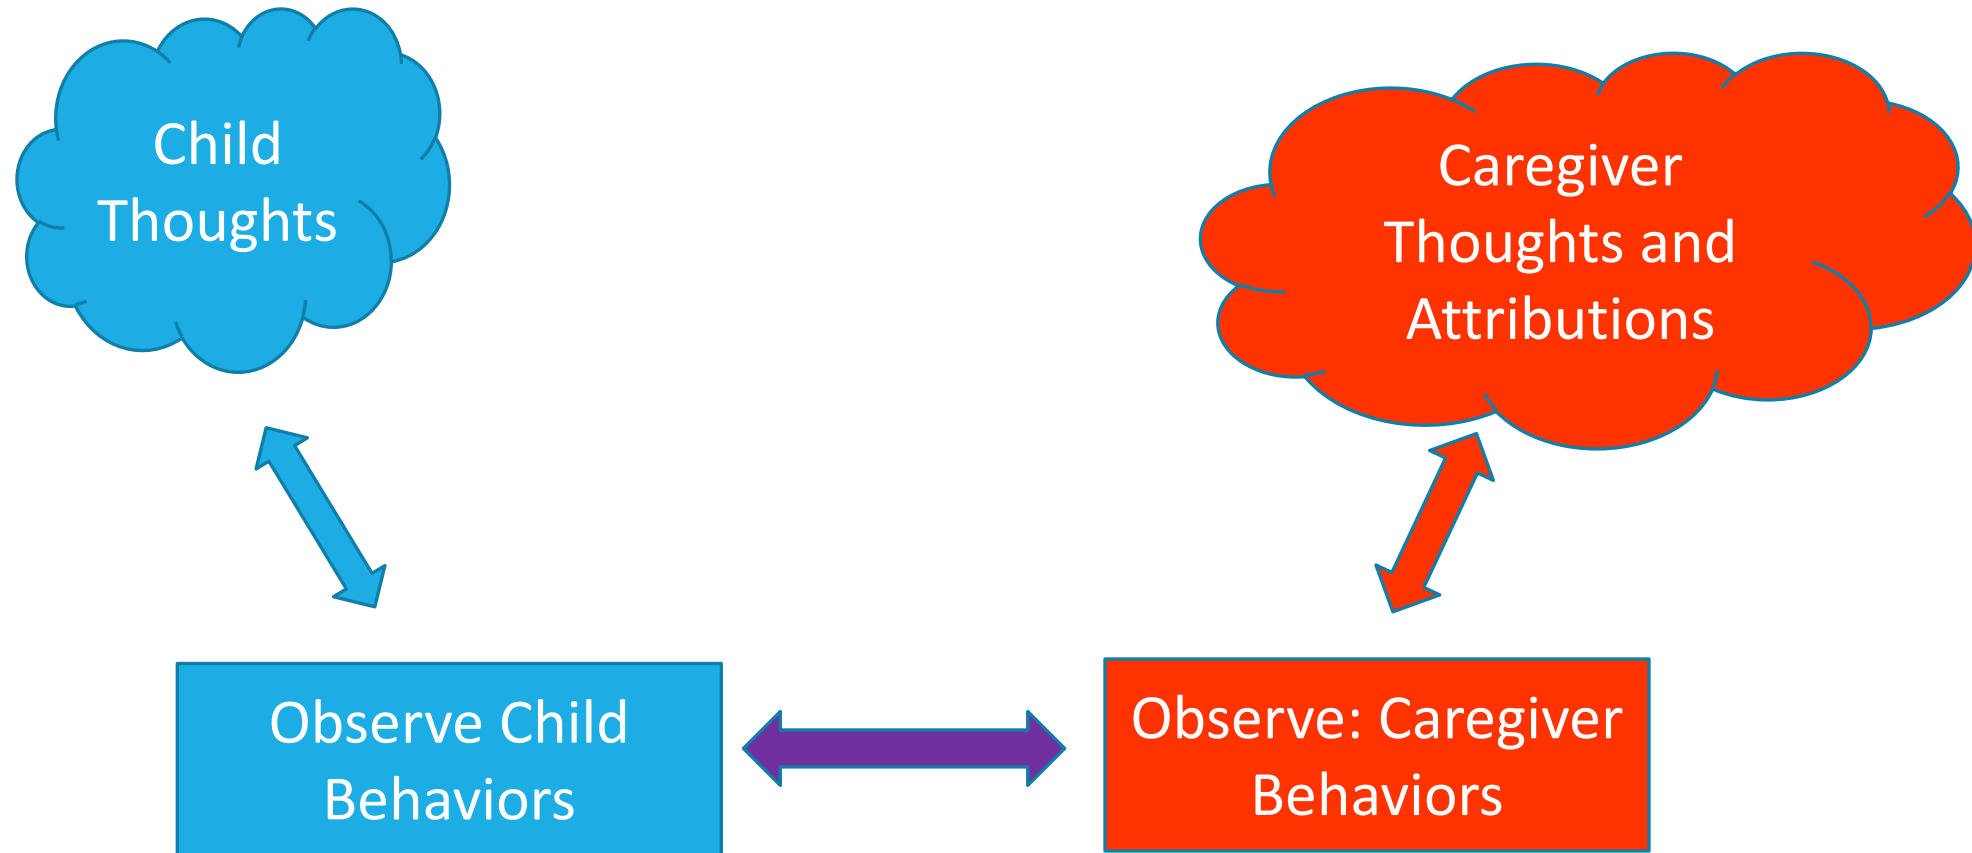 Child
Thoughts
Caregiver
Thoughts and
Attributions
Observe Child
Behaviors
Observe: Caregiver
Behaviors